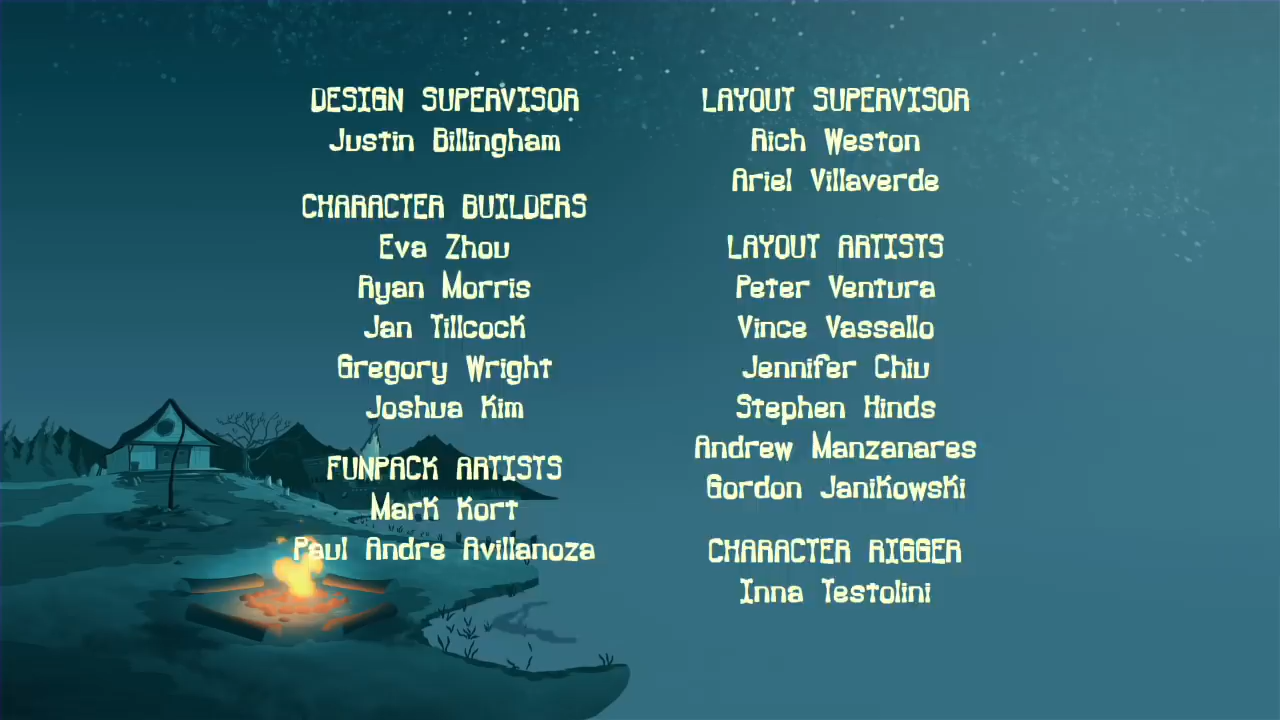 DESIGN SUPERVISOR
Justin Billingham
CHARACTER BUILDERS
Eva Zhou
Ryan Morris
Jan Tillcock
Gregory Wright
Joshua Kim
FUNPACK ARTISTS
Mark Kort
Paul Andre Avillanoza
LAYOUT SUPERVISOR
Rich Weston
Ariel Villaverde
LAYOUT ARTISTS
Peter Ventura
Vince Vassallo
Jennifer Chiu
Stephen Hinds
Andrew Manzanares
Gordon Janikowski
CHARACTER RIGGER
Inna Testolini